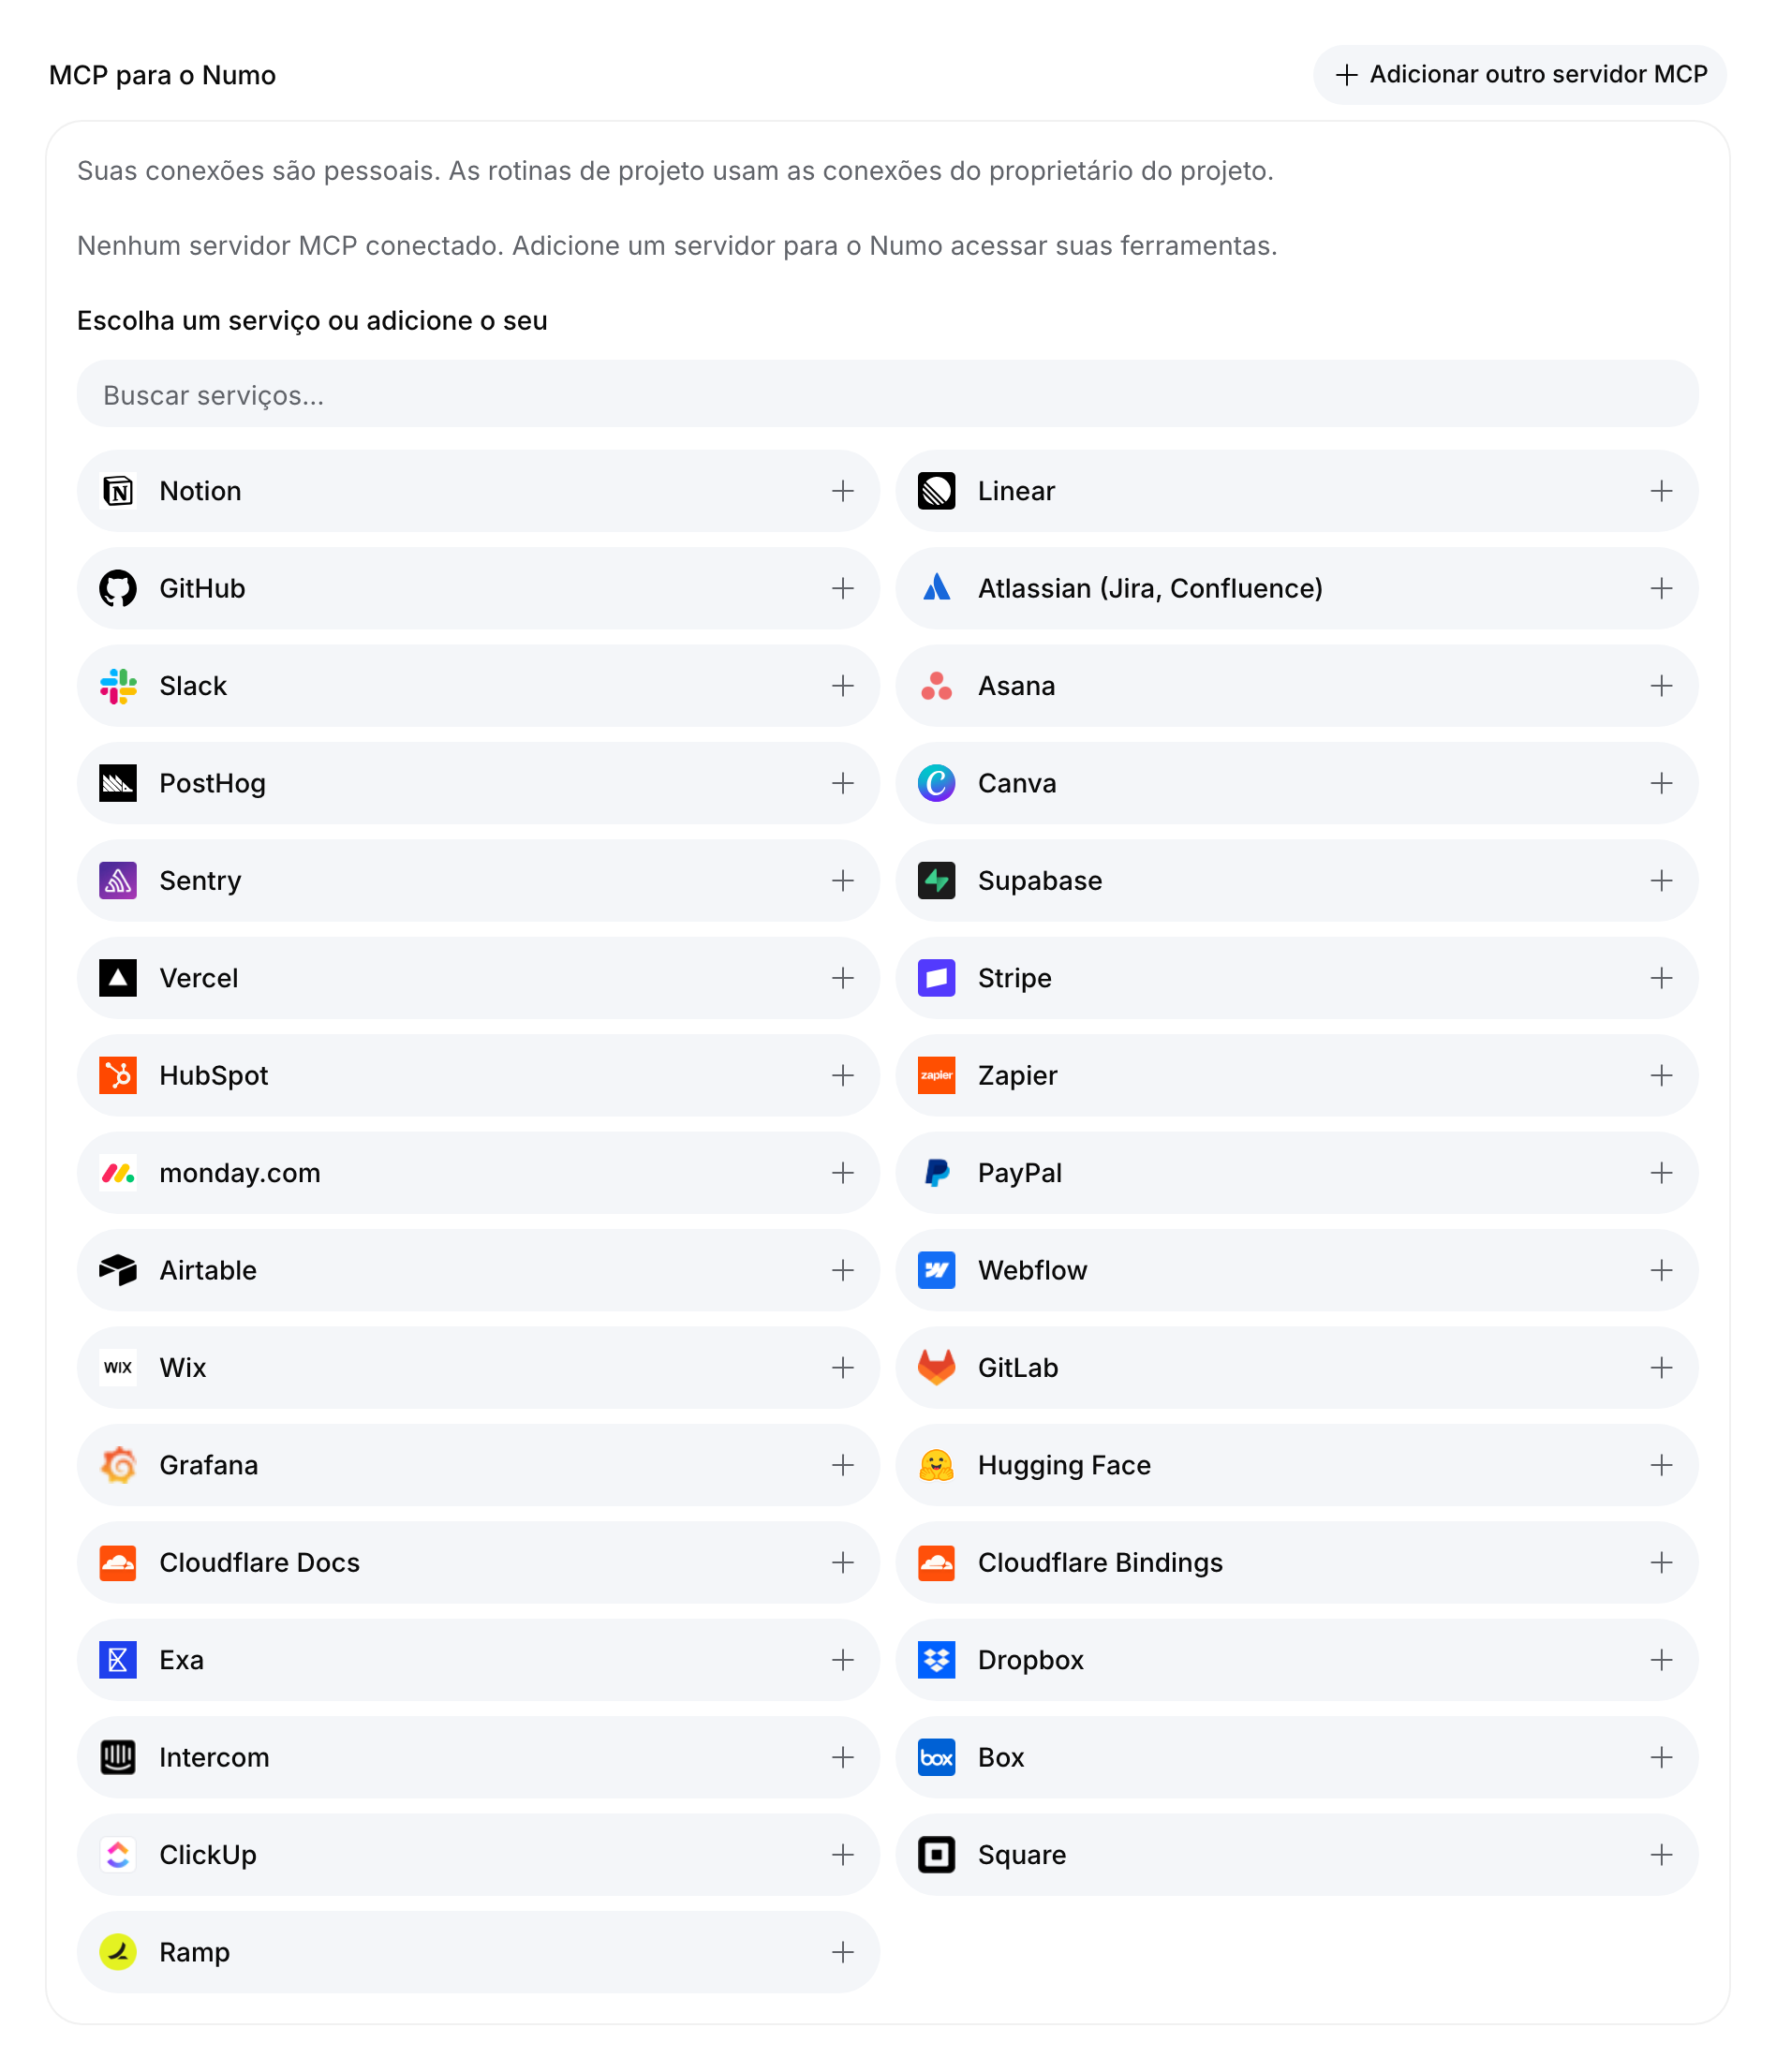 MCP para o Numo
+ Adicionar outro servidor MCP
Suas conexões são pessoais. As rotinas de projeto usam as conexões do proprietário do projeto.
Nenhum servidor MCP conectado. Adicione um servidor para o Numo acessar suas ferramentas.
Escolha um serviço ou adicione o seu
Buscar serviços...
Notion
Linear
GitHub
Atlassian (Jira, Confluence)
Slack
Asana
PostHog
Canva
Sentry
Supabase
Vercel
Stripe
HubSpot
zapier
Zapier
monday.com
PayPal
Airtable
Webflow
WIX
Wix
GitLab
Grafana
Hugging Face
Cloudflare Docs
Cloudflare Bindings
Exa
Dropbox
Intercom
box
Box
ClickUp
Square
Ramp